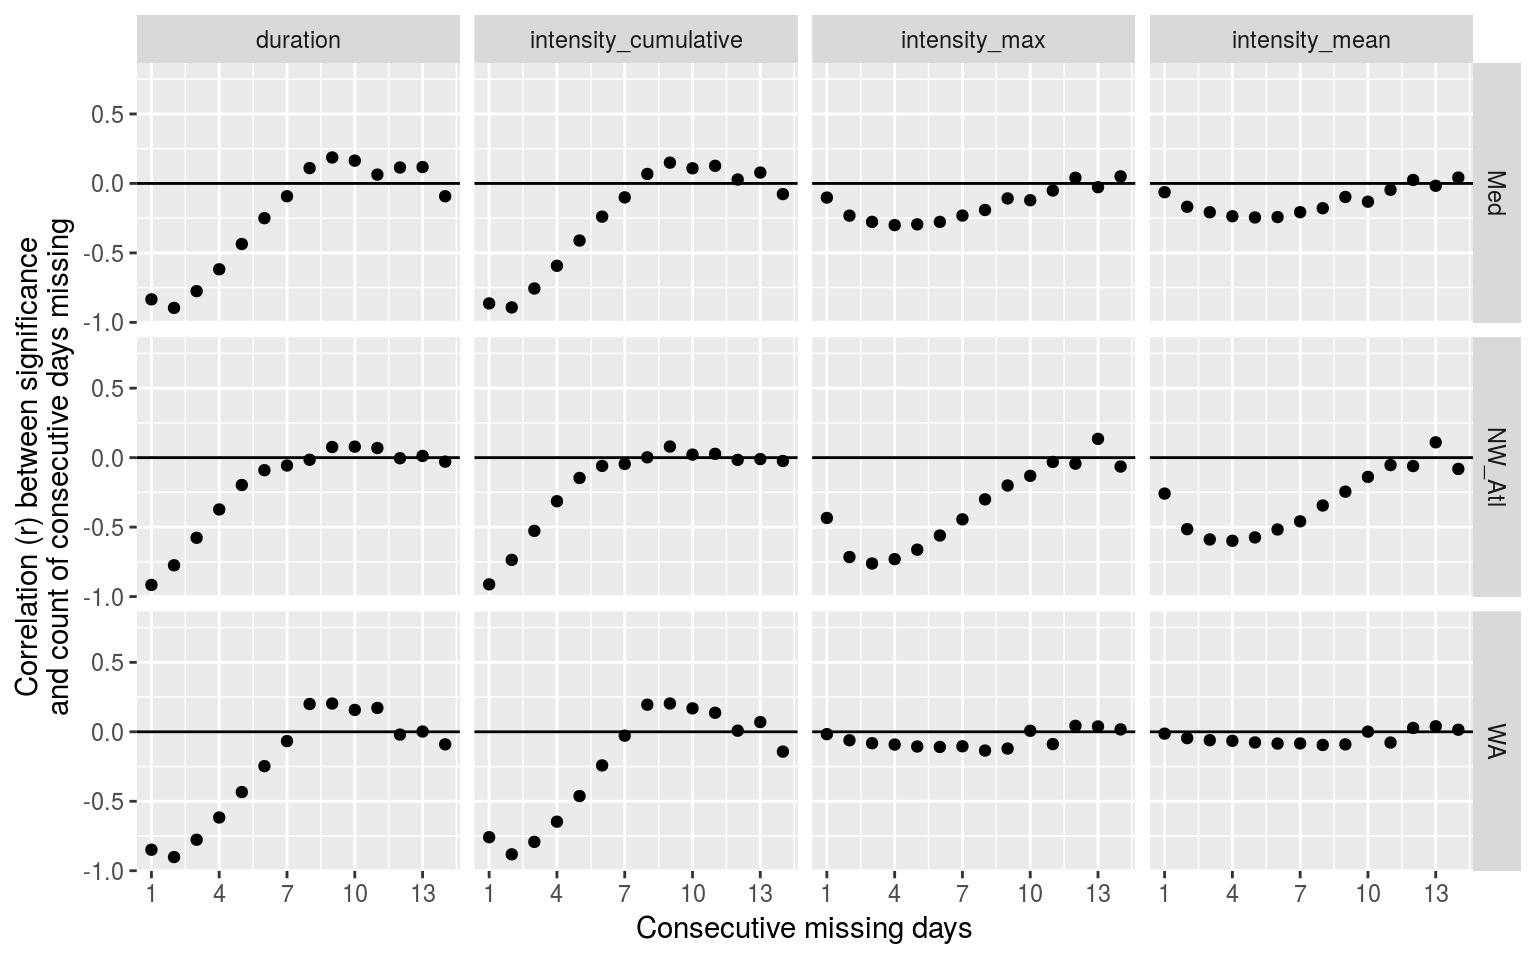 duration
intensity_cumulative
intensity_max
intensity_mean
Correlation (r) between significance
and count of consecutive days missing
0.5
0.0
-0.5
-1.0
Med
0.5
0.0
-0.5
-1.0
NW_Atl
0.5
0.0
-0.5
-1.0
WA
1 4 7 10 13
1 4 7 10 13
1 4 7 10 13
1 4 7 10 13
Consecutive missing days